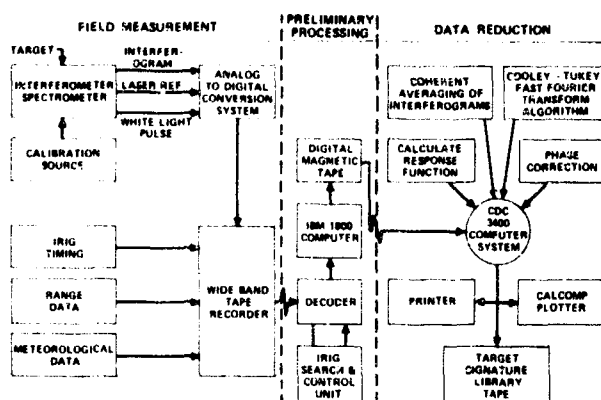 FIELD MEASUREMENT
PRELIMINARY
PROCESSING
DATA REDUCTION
TARGET
INTERFER-
OGRAM
INTERFEROMETER
SPECTROMETER
LASER REF.
WHITE LIGHT
PULSE
ANALOG
TO DIGITAL
CONVERSION
SYSTEM
CALIBRATION
SOURCE
IRIG
TIMING
RANGE
DATA
METEOROLOGICAL
DATA
WIDE BAND
TAPE
RECORDER
DIGITAL
MAGNETIC
TAPE
IBM 1800
COMPUTER
DECODER
IRIG
SEARCH &
CONTROL
UNIT
COHERENT
AVERAGING OF
INTERFEROGRAMS
COOLEY - TUKEY
FAST FOURIER
TRANSFORM
ALGORITHM
CALCULATE
RESPONSE
FUNCTION
PHASE
CORRECTION
CDC
3400
COMPUTER
SYSTEM
PRINTER
CALCOMP
PLOTTER
TARGET
SIGNATURE
LIBRARY
TAPE